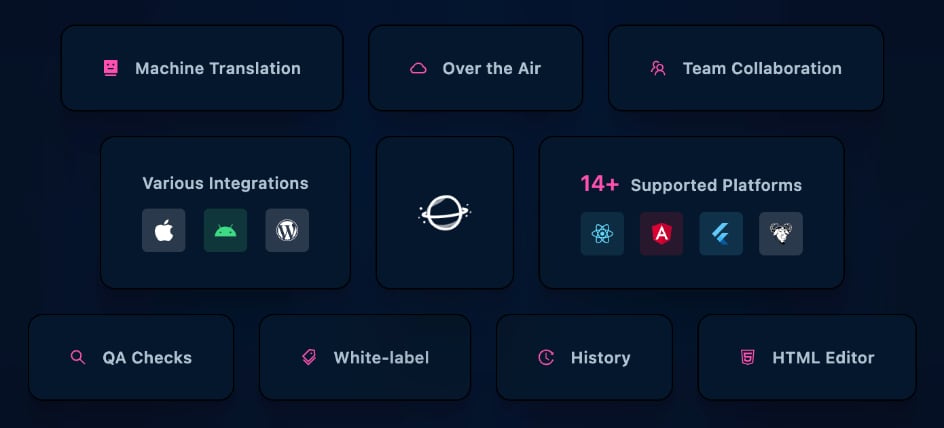 Machine Translation
Over the Air
Team Collaboration
Various Integrations
14+ Supported Platforms
QA Checks
White-label
History
HTML Editor